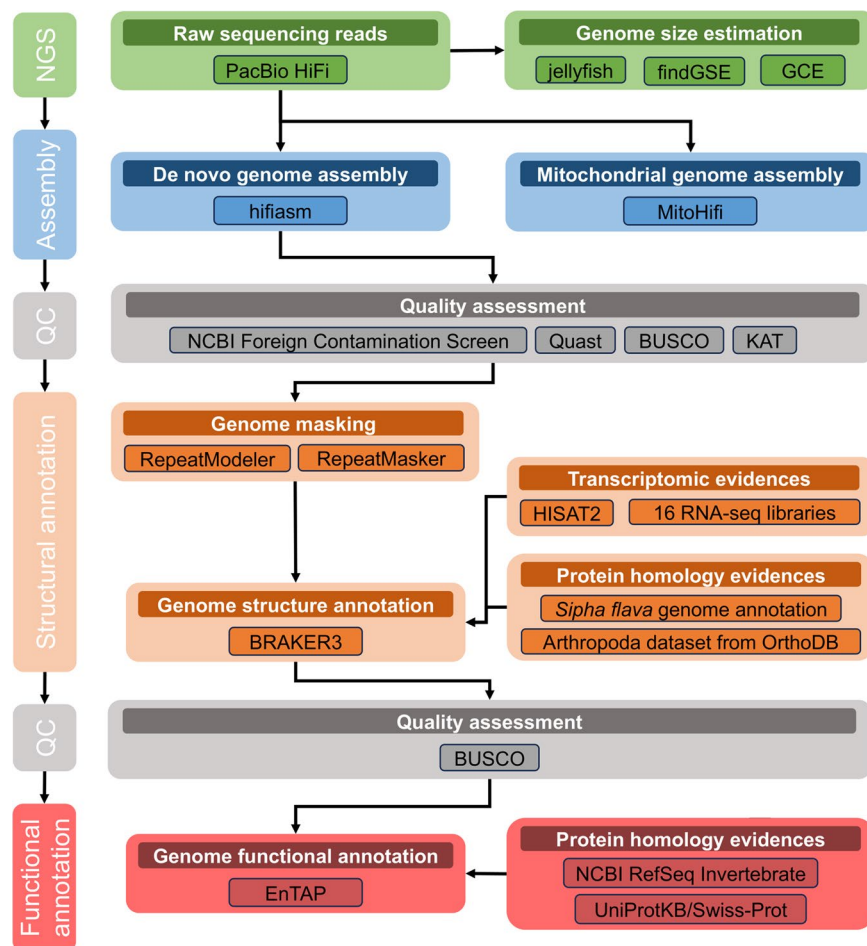 NGS
Raw sequencing reads
PacBio HiFi
Genome size estimation
jellyfish
findGSE
GCE
Assembly
De novo genome assembly
hifiasm
Mitochondrial genome assembly
MitoHifi
QC
Quality assessment
NCBI Foreign Contamination Screen
Quast
BUSCO
KAT
Structural annotation
Genome masking
RepeatModeler
RepeatMasker
Transcriptomic evidences
HISAT2
16 RNA-seq libraries
Protein homology evidences
Sipha flava genome annotation
Arthropoda dataset from OrthoDB
Genome structure annotation
BRAKER3
QC
Quality assessment
BUSCO
Functional
annotation
Genome functional annotation
EnTAP
Protein homology evidences
NCBI RefSeq Invertebrate
UniProtKB/Swiss-Prot